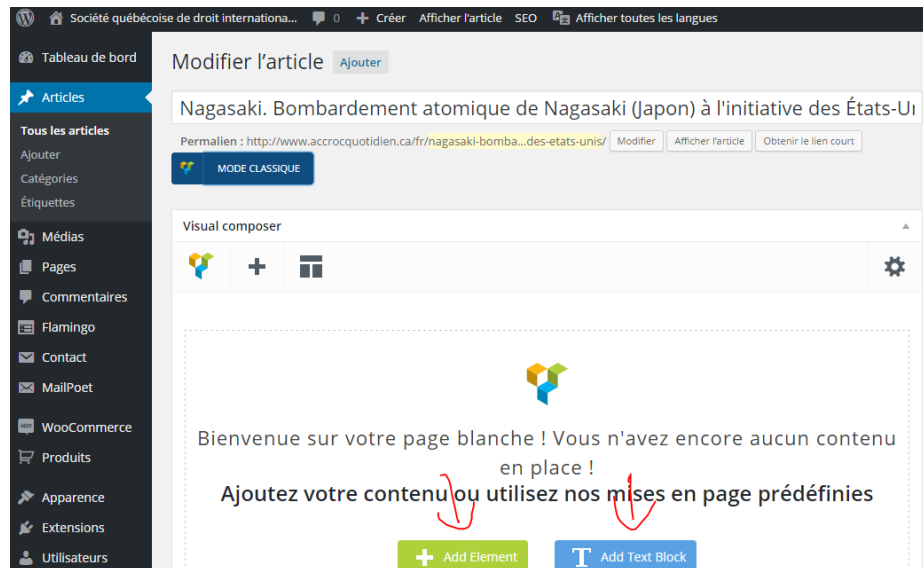 Société québécoise de droit internationa... 0 + Créer Afficher l'article SEO Afficher toutes les langues
Tableau de bord
Modifier l'article Ajouter
Articles
Nagasaki. Bombardement atomique de Nagasaki (Japon) à l'initiative des États-Un
Tous les articles
Permalien : http://www.accrocquotidien.ca/fr/nagasaki-bomba...des-etats-unis/ Modifier Afficher l'article Obtenir le lien court
Ajouter
MODE CLASSIQUE
Catégories
Étiquettes
Visual composer
Médias
Pages
Commentaires
Flamingo
Contact
MailPoet
WooCommerce
Bienvenue sur votre page blanche ! Vous n'avez encore aucun contenu
en place !
Produits
Ajoutez votre contenu ou utilisez nos mises en page prédéfinies
Apparence
Extensions
Utilisateurs
Add Element
T Add Text Block